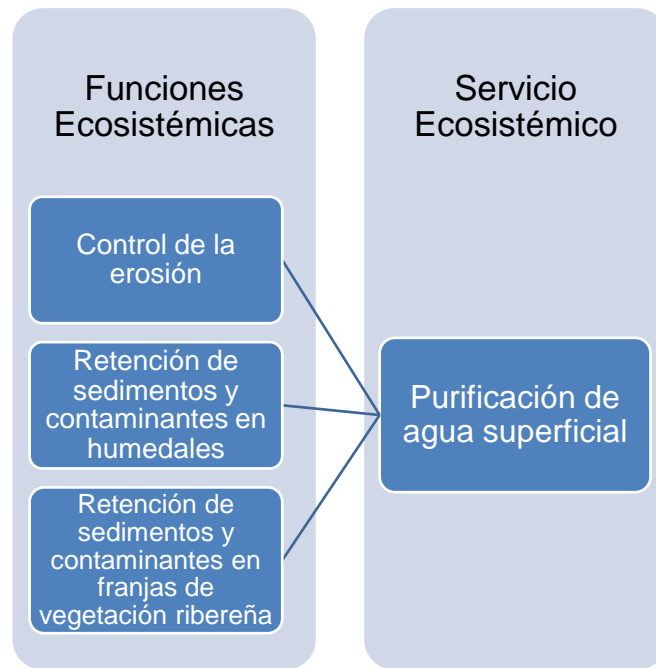 Funciones
Ecosistémicas
Control de la
erosión
Retención de
sedimentos y
contaminantes en
humedales
Retención de
sedimentos y
contaminantes en
franjas de
vegetación ribereña
Servicio
Ecosistémico
Purificación de
agua superficial